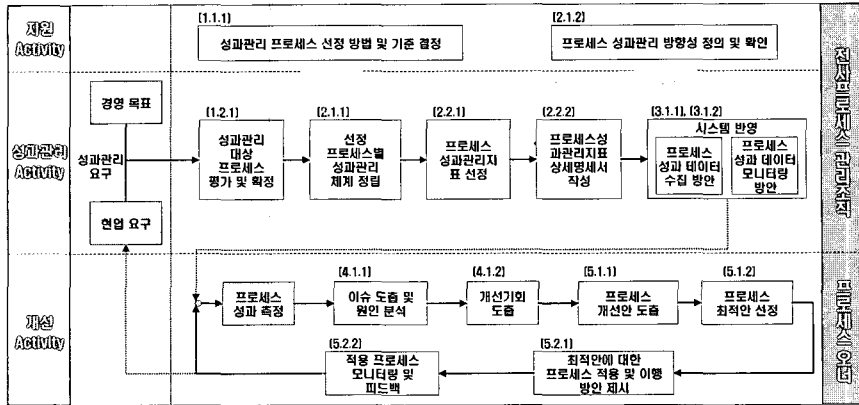 지원
Activity
[1.1.1]
성과관리 프로세스 선정 방법 및 기준 결정
[2.1.2]
프로세스 성과관리 방향성 정의 및 확인
전사프로세스 관리조직
성과관리
Activity
경영 목표
성과관리
요구
현업 요구
[1.2.1]
성과관리
대상
프로세스
평가 및 확정
[2.1.1]
선정
프로세스별
성과관리
체계 정립
[2.2.1]
프로세스
성과관리지
표 선정
[2.2.2]
프로세스성
과관리지표
상세명세서
작성
[3.1.1], [3.1.2]
시스템 반영
프로세스
성과 데이터
수집 방안
프로세스
성과 데이터
모니터링
방안
개선
Activity
프로세스
성과 측정
[4.1.1]
이슈 도출 및
원인 분석
[4.1.2]
개선기회
도출
[5.1.1]
프로세스
개선안 도출
[5.1.2]
프로세스
최적안 선정
프로세스 오너
[5.2.2]
적용 프로세스
모니터링 및
피드백
[5.2.1]
최적안에 대한
프로세스 적용 및 이행
방안 제시